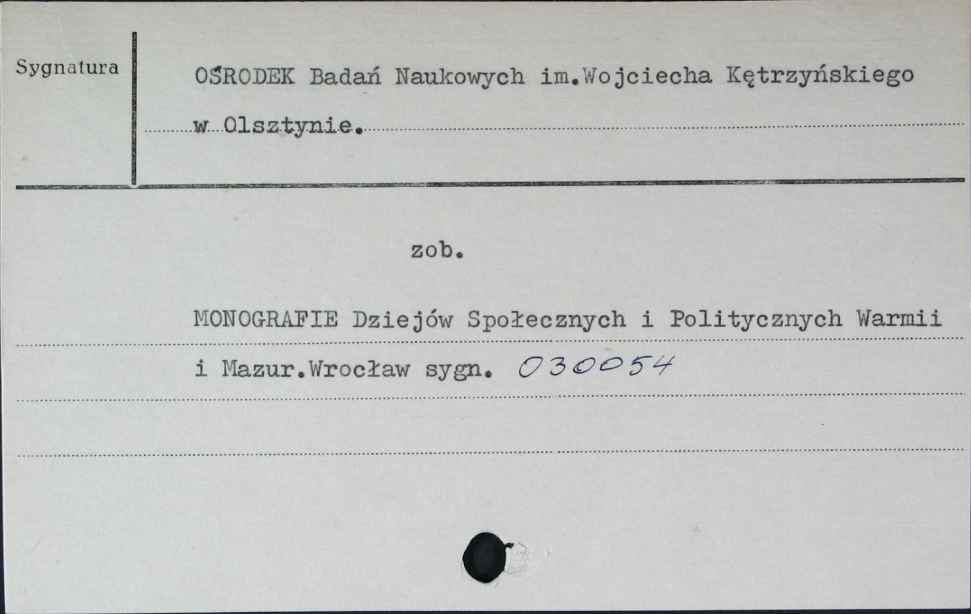 Sygnatura
OŚRODEK Badań Naukowych im.Wojciecha Kętrzyńskiego
w Olsztynie.
zob.
MONOGRAFIE Dziejów Społecznych i Politycznych Warmii
i Mazur.Wrocław sygn. 030054